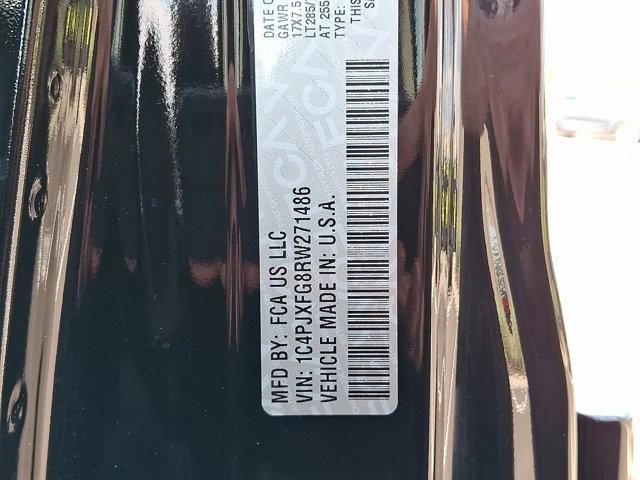 DATE O
GAWR
17X7.5
LT285/
AT 255
TYPE:
THIS
SA
MFD BY: FCA US LLC
VIN: 1C4PJXFG8RW271486
VEHICLE MADE IN: U.S.A.